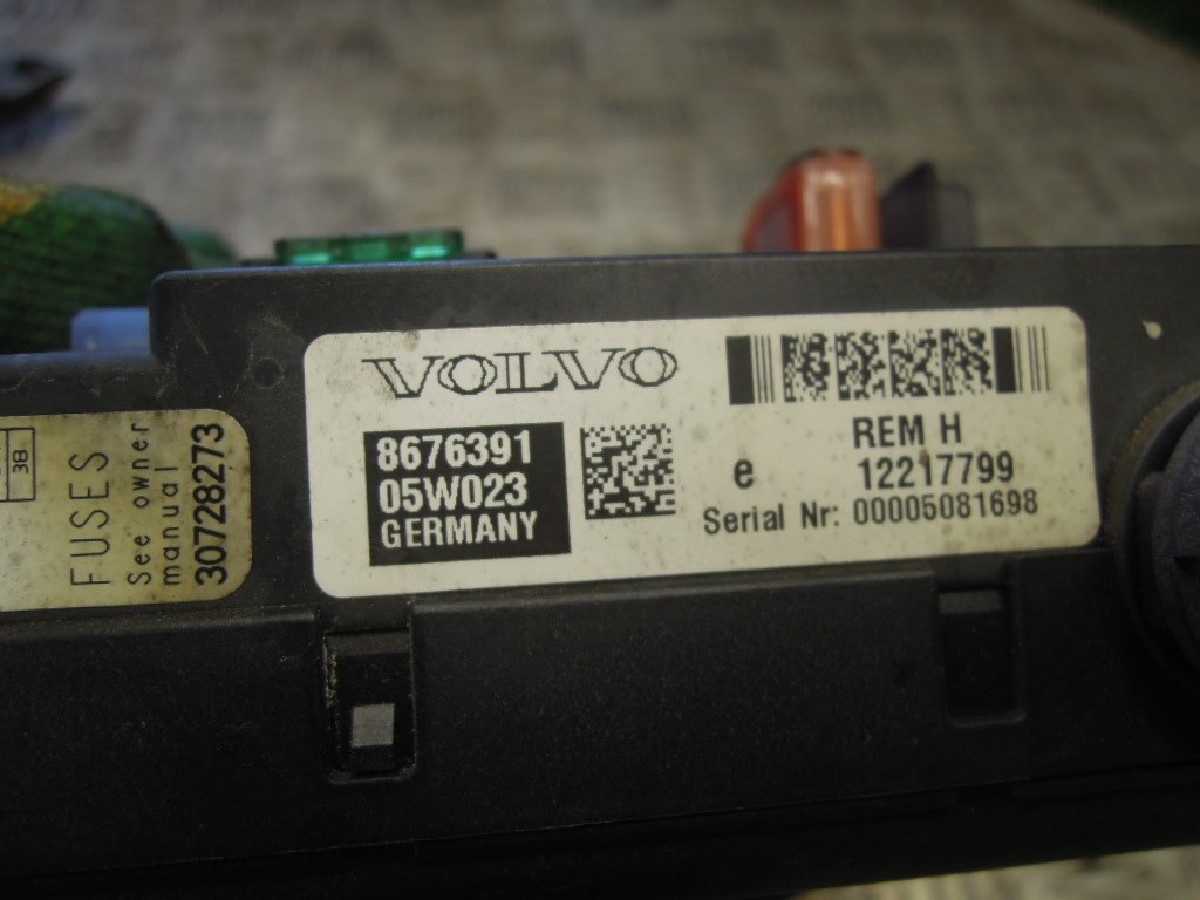 VOLVO
8676391
05W023
GERMANY
REM H
e 12217799
Serial Nr: 00005081698
FUSES
See owner
manual
30728273
38